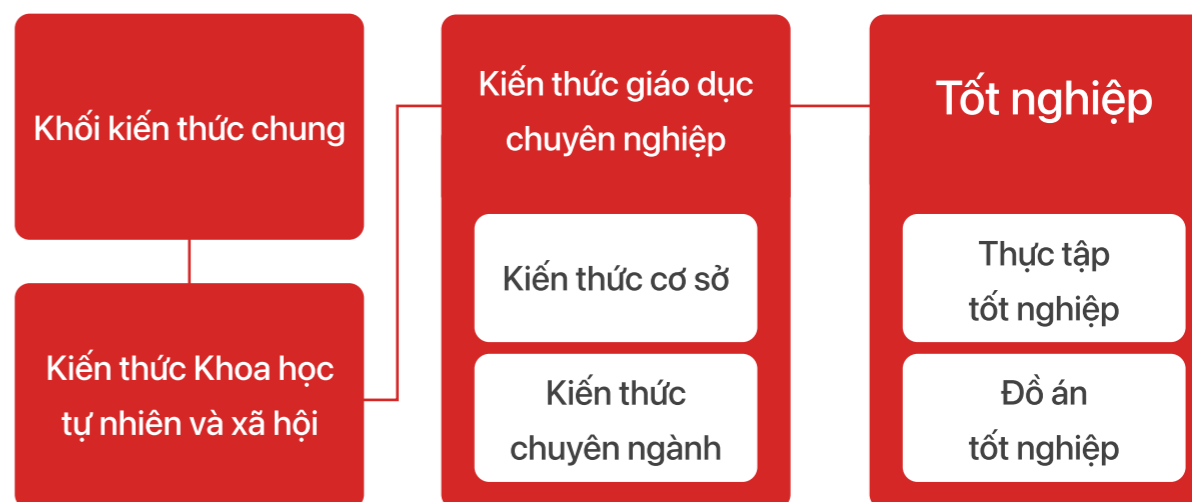 Khối kiến thức chung
Kiến thức Khoa học
tự nhiên và xã hội
Kiến thức giáo dục
chuyên nghiệp
Kiến thức cơ sở
Kiến thức
chuyên ngành
Tốt nghiệp
Thực tập
tốt nghiệp
Đồ án
tốt nghiệp